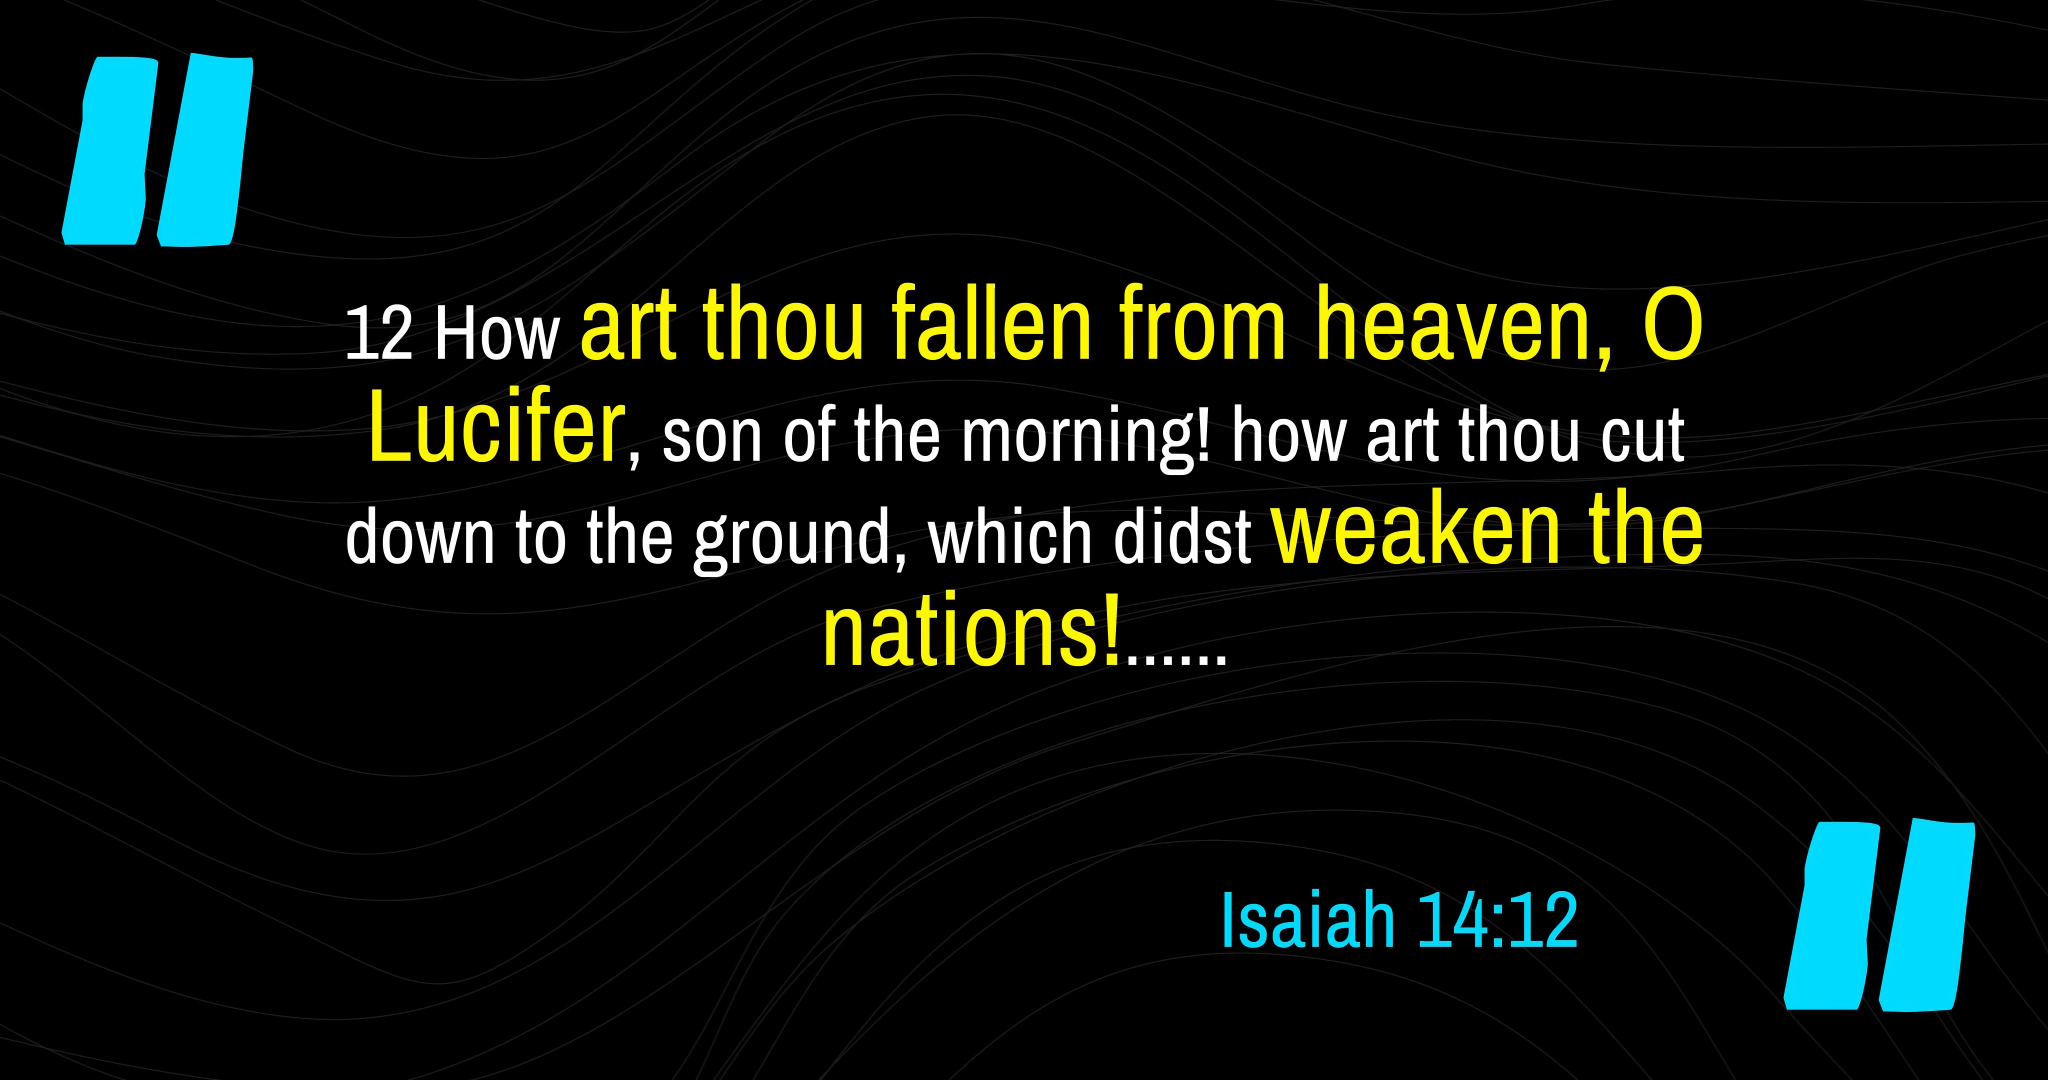 12 How art thou fallen from heaven, O
Lucifer, son of the morning! how art thou cut
down to the ground, which didst weaken the
nations!......
Isaiah 14:12